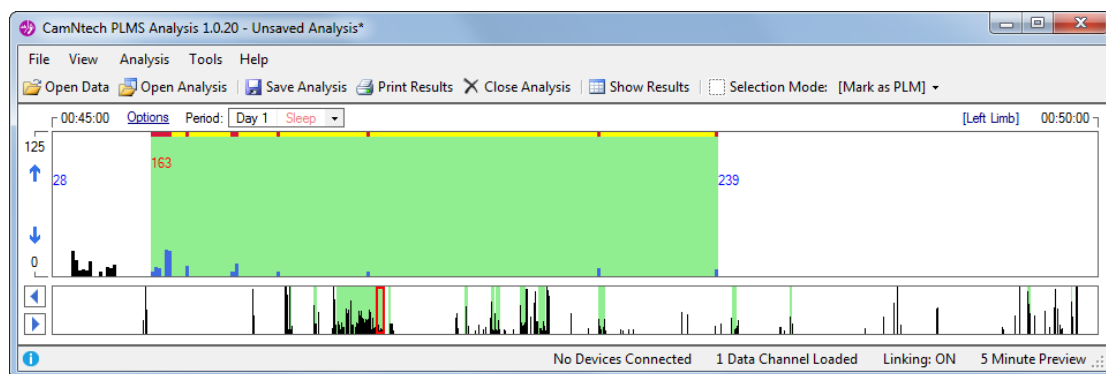 CamNtech PLMS Analysis 1.0.20 - Unsaved Analysis*
File View Analysis Tools Help
Open Data Open Analysis Save Analysis Print Results Close Analysis Show Results Selection Mode: [Mark as PLM]
00:45:00 Options Period: Day 1 Sleep [Left Limb] 00:50:00
125
163
28 239
0
No Devices Connected 1 Data Channel Loaded Linking: ON 5 Minute Preview